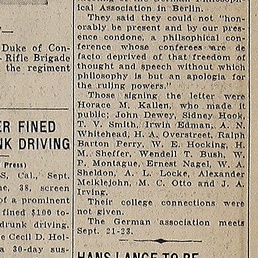 ical Association in Berlin.
They said they could not "hon-
orably be present and by our pres-
ence condone, a philosophical con-
ference whose conferees are de
facto deprived of that freedom of
thought and speech without which
philosophy is but an apologia for
the ruling powers."
Those signing the letter were
Horace M. Kallen, who made it
public; John Dewey, Sidney Hook,
T. V. Smith, Irwin Edman, A. N.
Whitehead, H. A. Overstreet, Ralph
Barton Perry, W. E. Hocking, H.
M. Sheffer, Wendell T. Bush, W.
P. Montague, Ernest Nagel, W. A.
Sheldon, A. L. Locke, Alexander
Meiklejohn, M. C. Otto and J. A.
Irving.
Their college connections were
not given.
The German association meets
Sept. 21-23.
HANS LANGE TO BE
Duke of Con-
Rifle Brigade
the regiment
ER FINED
NK DRIVING
(Press)
S, Cal., Sept.
ne, 38, screen
of a prominent
fined $100 to-
drunk driving.
e Cecil D. Hol-
a 30-day sus-